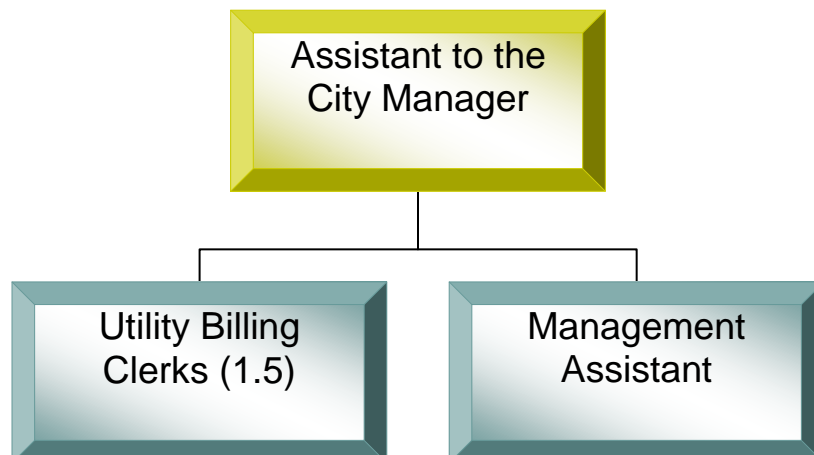 Assistant to the
City Manager
Utility Billing
Clerks (1.5)
Management
Assistant